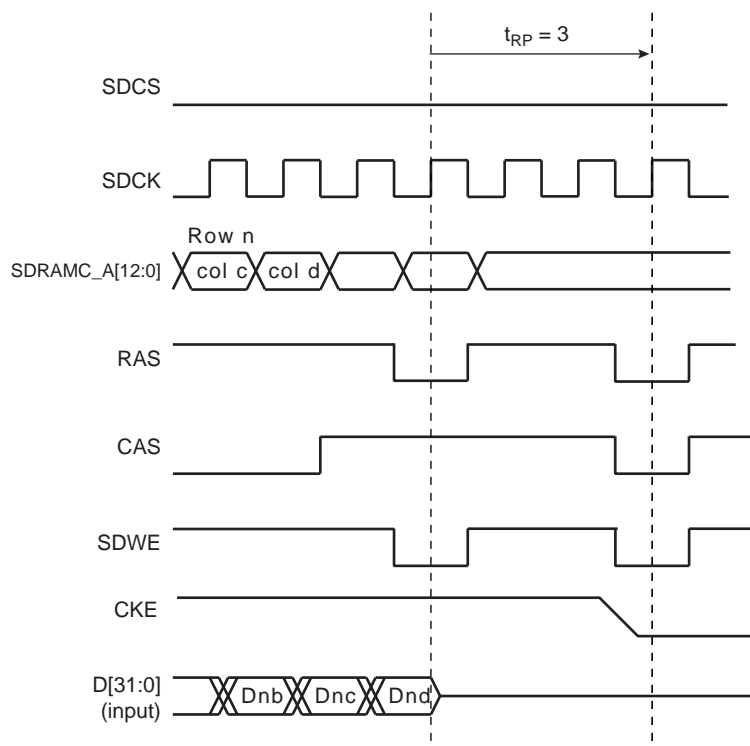 tRP = 3
SDCS
SDCK
Row n
SDRAMC_A[12:0]
col c col d
RAS
CAS
SDWE
CKE
D[31:0]
(input)
Dnb Dnc Dnd